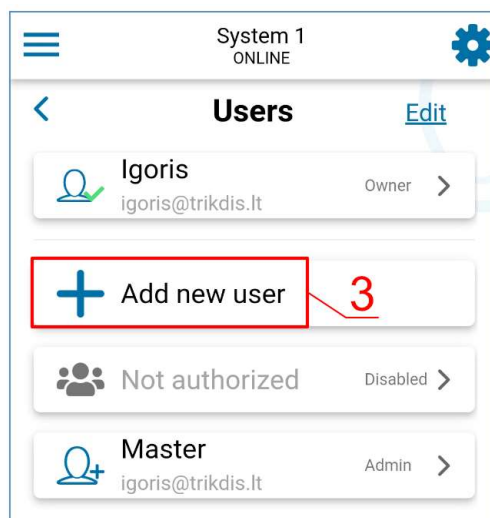 System 1
ONLINE
Users
Edit
Igoris
igoris@trikdis.lt
Owner
Add new user
3
Not authorized
Disabled
Master
igoris@trikdis.lt
Admin